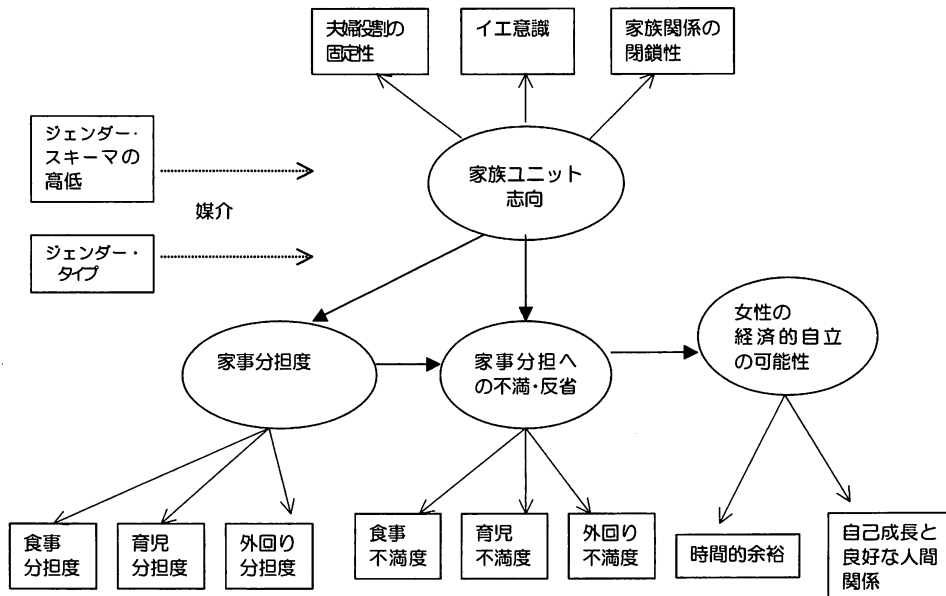 夫婦役割の
固定性
イエ意識
家族関係の
閉鎖性
ジェンダー・
スキーマの
高低
媒介
家族ユニット
志向
ジェンダー・
タイプ
家事分担度
家事分担へ
の不満・反省
女性の
経済的自立
の可能性
食事
分担度
育児
分担度
外回り
分担度
食事
不満度
育児
不満度
外回り
不満度
時間的余裕
自己成長と
良好な人間
関係